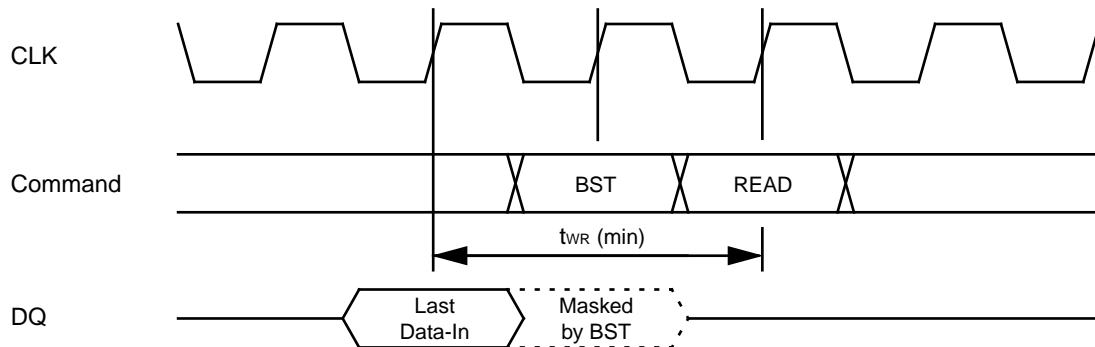 CLK
Command
BST
READ
tWR (min)
DQ
Last
Data-In
Masked
by BST